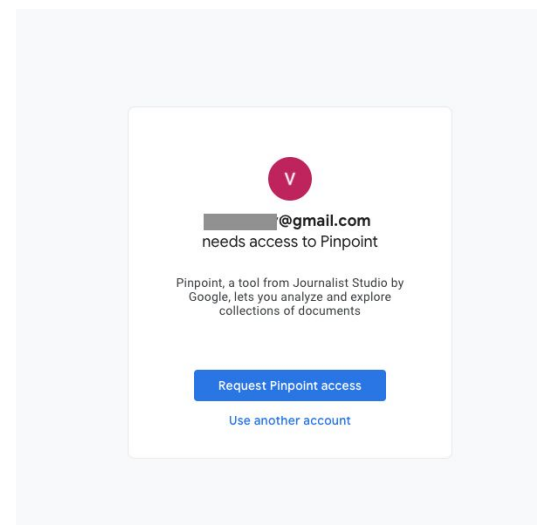 V
@gmail.com
needs access to Pinpoint
Pinpoint, a tool from Journalist Studio by
Google, lets you analyze and explore
collections of documents
Request Pinpoint access
Use another account